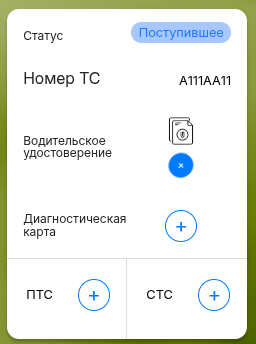 Статус
Поступившее
Номер ТС
А111АА11
Водительское
удостоверение
Диагностическая
карта
ПТС
СТС